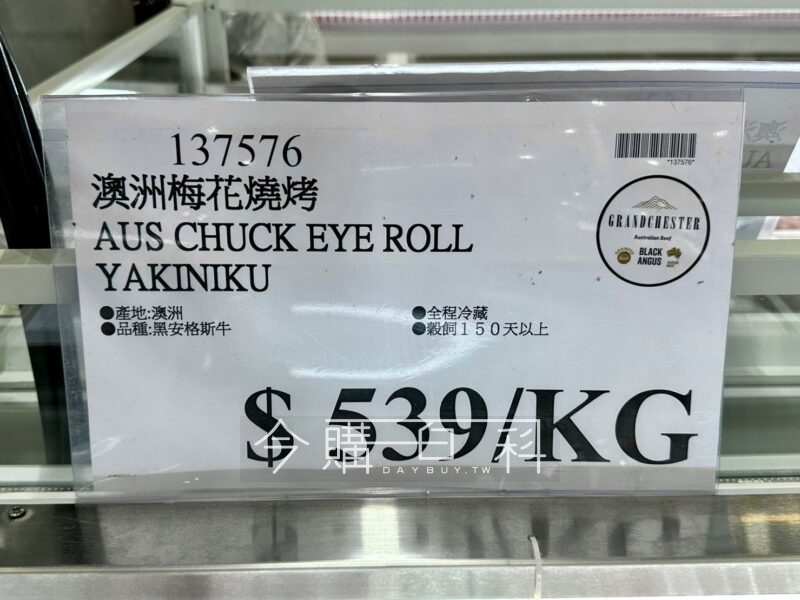 137576
*137576*
澳洲梅花燒烤
AUS CHUCK EYE ROLL
YAKINIKU
GRANDCHESTER
Australian Beef
BLACK
ANGUS
●產地:澳洲
●品種:黑安格斯牛
●全程冷藏
●穀飼150天以上
$ 539/KG
今購百科
DAYBUY.TW